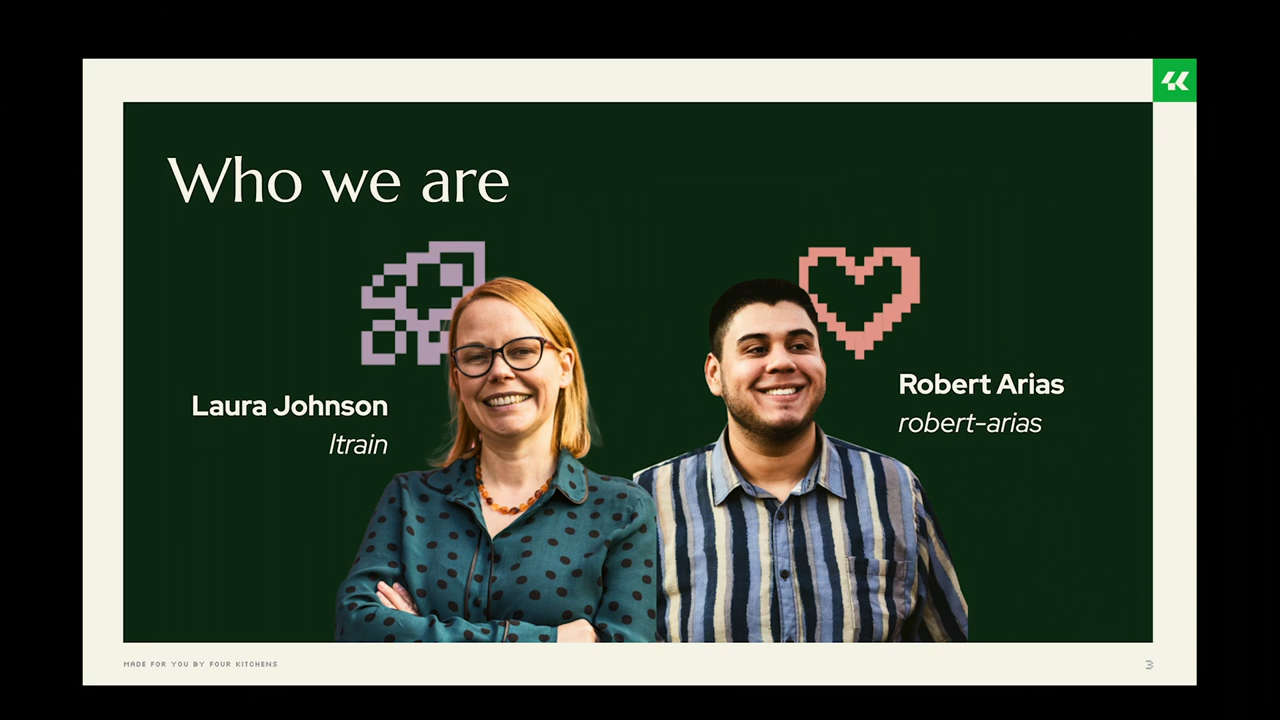 Who we are
Laura Johnson
ltrain
Robert Arias
robert-arias
MADE FOR YOU BY FOUR KITCHENS
3